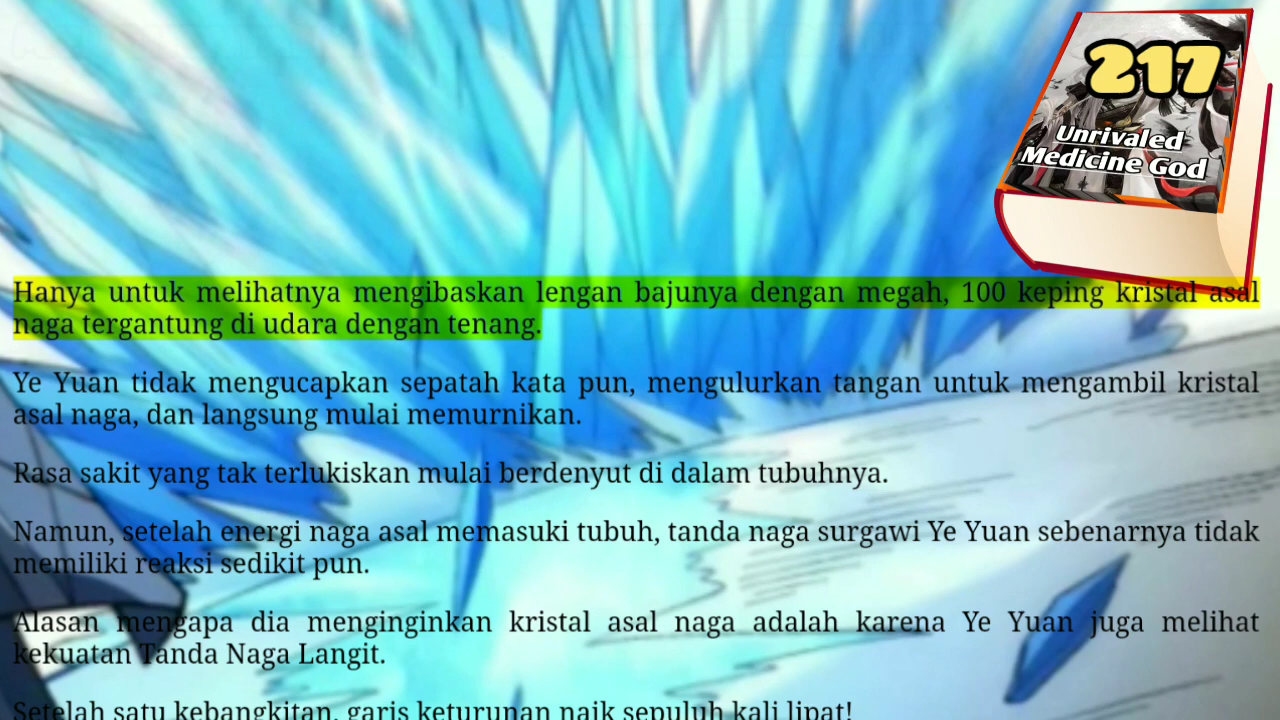 217
Unrivaled
Medicine God
Hanya untuk melihatnya mengibaskan lengan bajunya dengan megah, 100 keping kristal asal
naga tergantung di udara dengan tenang.
Ye Yuan tidak mengucapkan sepatah kata pun, mengulurkan tangan untuk mengambil kristal
asal naga, dan langsung mulai memurnikan.
Rasa sakit yang tak terlukiskan mulai berdenyut di dalam tubuhnya.
Namun, setelah energi naga asal memasuki tubuh, tanda naga surgawi Ye Yuan sebenarnya tidak
memiliki reaksi sedikit pun.
Alasan mengapa dia menginginkan kristal asal naga adalah karena Ye Yuan juga melihat
kekuatan Tanda Naga Langit.
Setelah satu kebangkitan, garis keturunan naik sepuluh kali lipat!